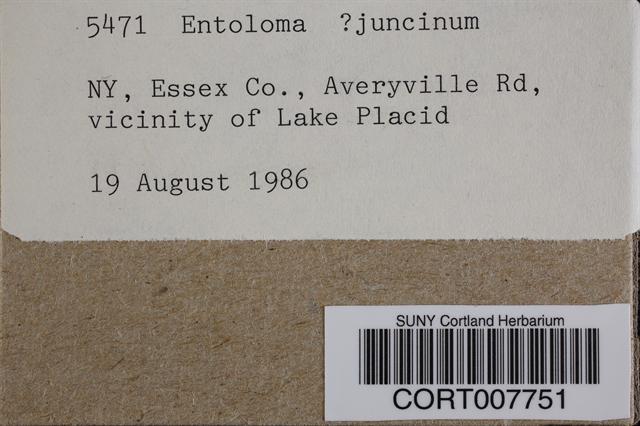 5471 Entoloma ?juncinum
NY, Essex Co., Averyville Rd,
vicinity of Lake Placid
19 August 1986
SUNY Cortland Herbarium
CORT007751